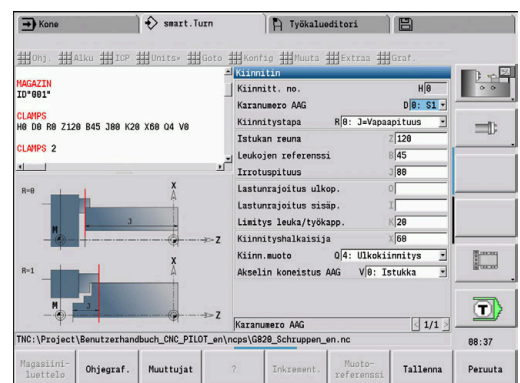 Kone
smart.Turn
Työkalueditori
Ohj.
Alku
ICP
Units»
Goto
Konfig
Muuta
Extraa
Graf.
MAGAZIN
ID"001"
CLAMPS
H0 D0 R0 Z120 B45 J80 K20 X60 Q4 V0
CLAMPS 2
Kiinnitin
Kiinnitt. no. H 0
Karanumero AAG D 0: S1
Kiinnitystapa R 0: J=Vapaapituus
Istukan reuna Z 120
Leukojen referenssi B 45
Irrotuspituus J 80
Lastunrajoitus ulkop. O
Lastunrajoitus sisäp. I
Limitys leuka/työkapp. K 20
Kiinnityshalkaisija X 60
Kiinn.muoto Q 4: Ulkokiinnitys
Akselin koneistus AAG V 0: Istukka
R=0
X
J
M
Z
R=1
X
J
M
Z
Karanumero AAG
1/1
TNC:\Project\Benutzerhandbuch_CNC_PILOT_en\ncps\G820_Schruppen_en.nc
T
08:37
Magasiini-luettelo
Ohjegraf.
Muuttujat
?
Inkrement.
Muoto-referenssi
Tallenna
Peruuta